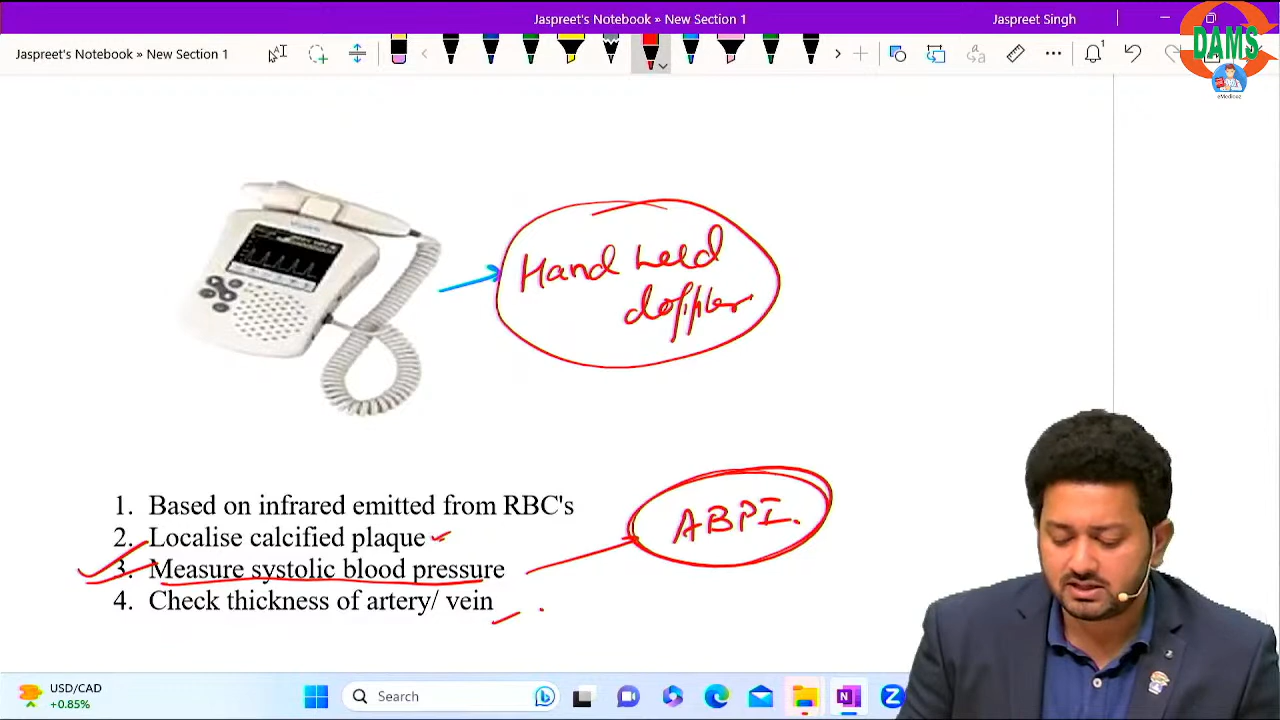 Jaspreet's Notebook » New Section 1
Jaspreet Singh
Jaspreet's Notebook » New Section 1
DAMS
eMedicoz
Hand held
doppler
1. Based on infrared emitted from RBC's
2. Localise calcified plaque
3. Measure systolic blood pressure
4. Check thickness of artery/ vein
ABPI.
USD/CAD
+0.85%
Search